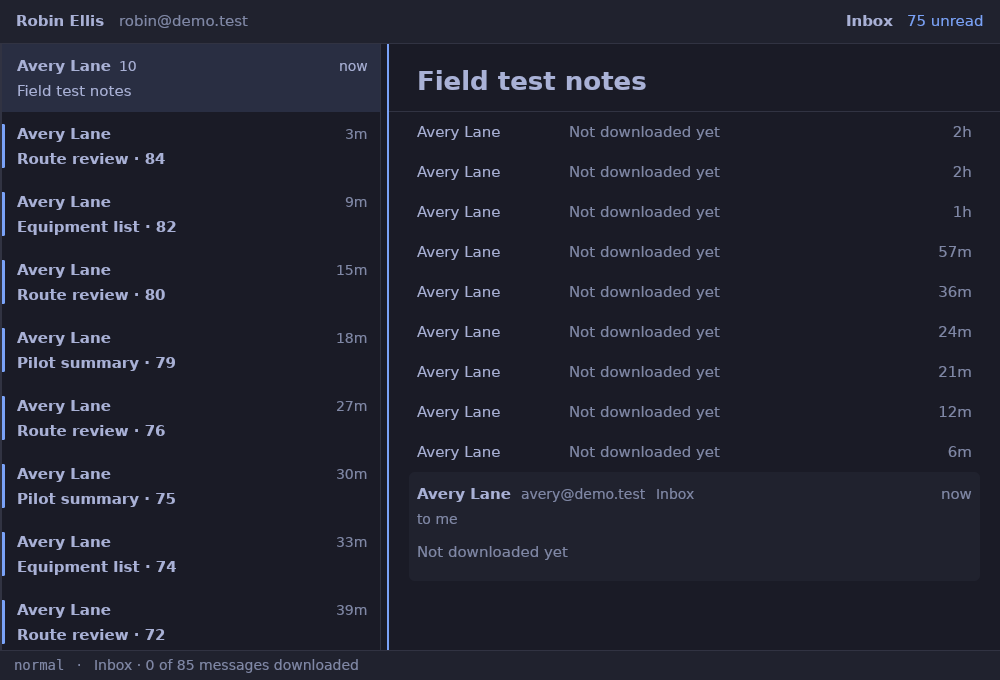 Robin Ellis robin@demo.test
Inbox 75 unread
Avery Lane 10 now
Field test notes
Avery Lane 3m
Route review · 84
Avery Lane 9m
Equipment list · 82
Avery Lane 15m
Route review · 80
Avery Lane 18m
Pilot summary · 79
Avery Lane 27m
Route review · 76
Avery Lane 30m
Pilot summary · 75
Avery Lane 33m
Equipment list · 74
Avery Lane 39m
Route review · 72
Field test notes
Avery Lane Not downloaded yet 2h
Avery Lane Not downloaded yet 2h
Avery Lane Not downloaded yet 1h
Avery Lane Not downloaded yet 57m
Avery Lane Not downloaded yet 36m
Avery Lane Not downloaded yet 24m
Avery Lane Not downloaded yet 21m
Avery Lane Not downloaded yet 12m
Avery Lane Not downloaded yet 6m
Avery Lane avery@demo.test Inbox now
to me
Not downloaded yet
normal · Inbox · 0 of 85 messages downloaded